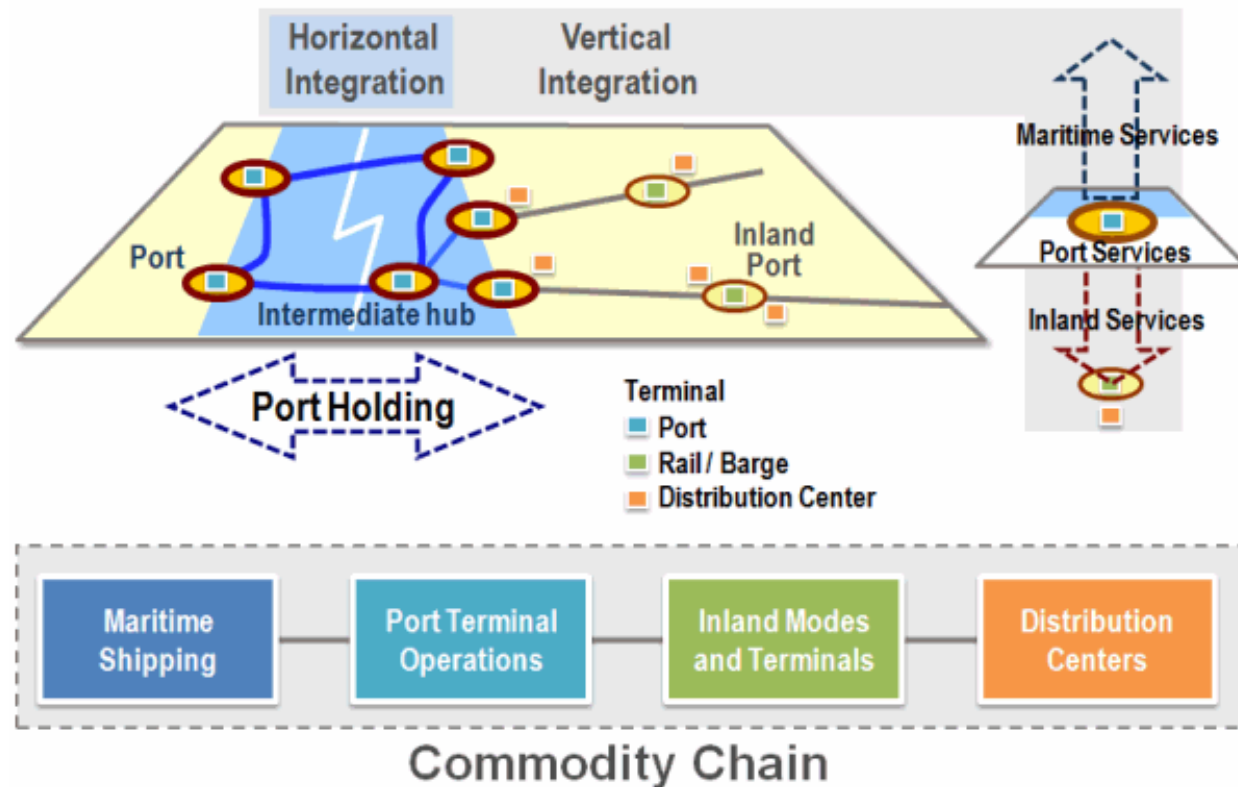 Horizontal
Integration
Vertical
Integration
Maritime Services
Port
Inland
Port
Port Services
Intermediate hub
Inland Services
Port Holding
Terminal
Port
Rail / Barge
Distribution Center
Maritime
Shipping
Port Terminal
Operations
Inland Modes
and Terminals
Distribution
Centers
Commodity Chain